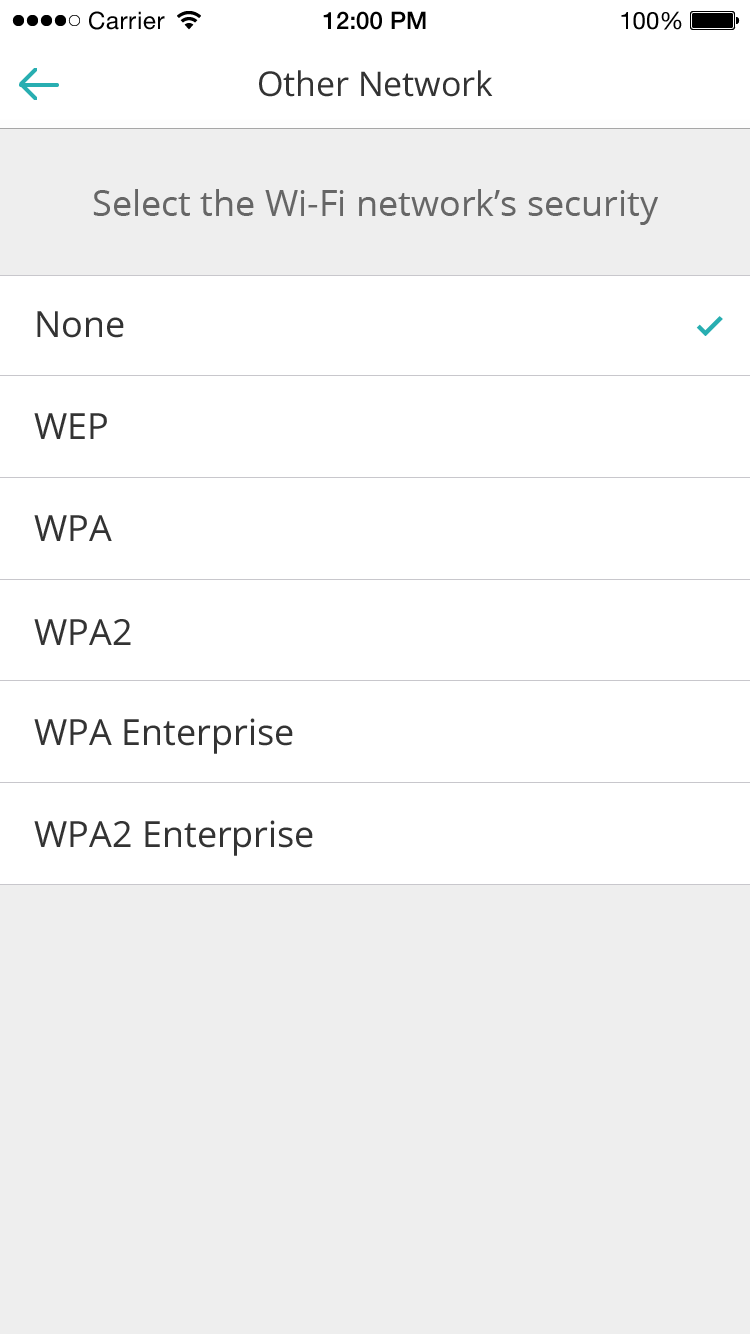 Carrier 12:00 PM 100%
Other Network
Select the Wi-Fi network’s security
None
WEP
WPA
WPA2
WPA Enterprise
WPA2 Enterprise